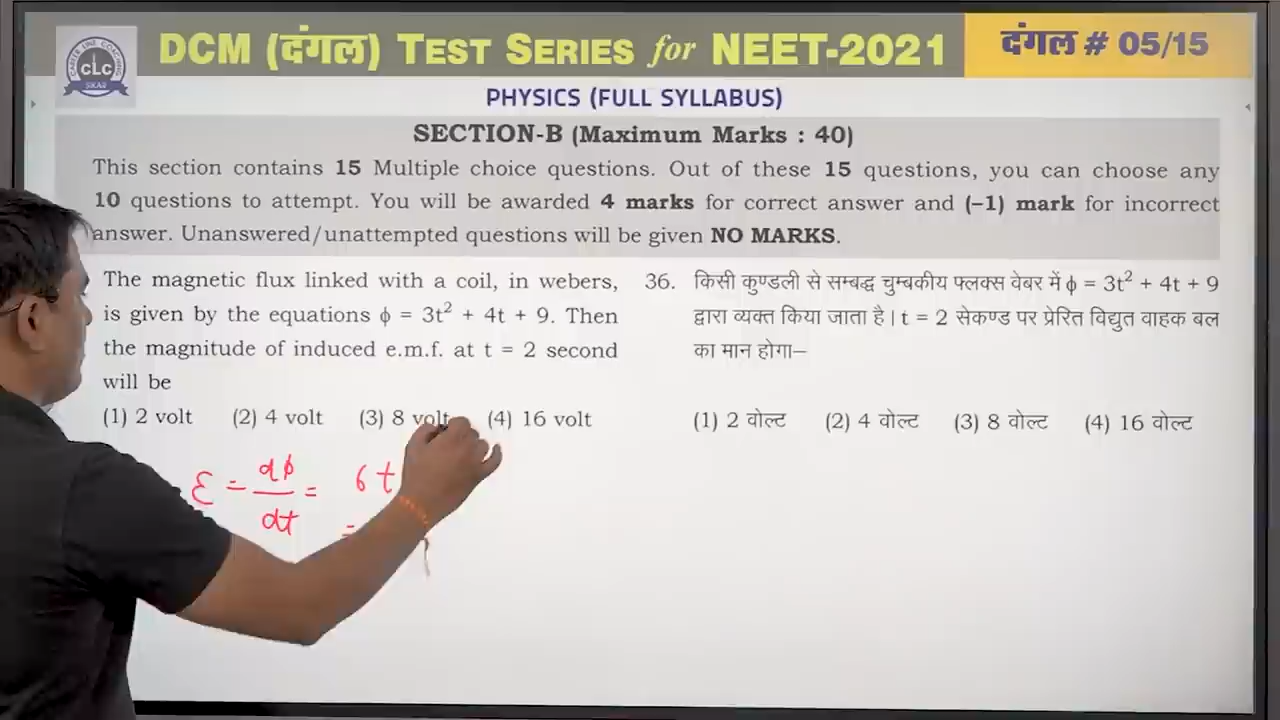 DCM (दंगल) TEST SERIES for NEET-2021
दंगल # 05/15
CLC
SIKAR
PHYSICS (FULL SYLLABUS)
SECTION-B (Maximum Marks : 40)
This section contains 15 Multiple choice questions. Out of these 15 questions, you can choose any
10 questions to attempt. You will be awarded 4 marks for correct answer and (–1) mark for incorrect
answer. Unanswered/unattempted questions will be given NO MARKS.
The magnetic flux linked with a coil, in webers,
is given by the equations ϕ = 3t² + 4t + 9. Then
the magnitude of induced e.m.f. at t = 2 second
will be
(1) 2 volt (2) 4 volt (3) 8 volt (4) 16 volt
ε = dϕ/dt = 6t
=
36. किसी कुण्डली से सम्बद्ध चुम्बकीय फ्लक्स वेबर में ϕ = 3t² + 4t + 9
द्वारा व्यक्त किया जाता है। t = 2 सेकण्ड पर प्रेरित विद्युत वाहक बल
का मान होगा–
(1) 2 वोल्ट (2) 4 वोल्ट (3) 8 वोल्ट (4) 16 वोल्ट